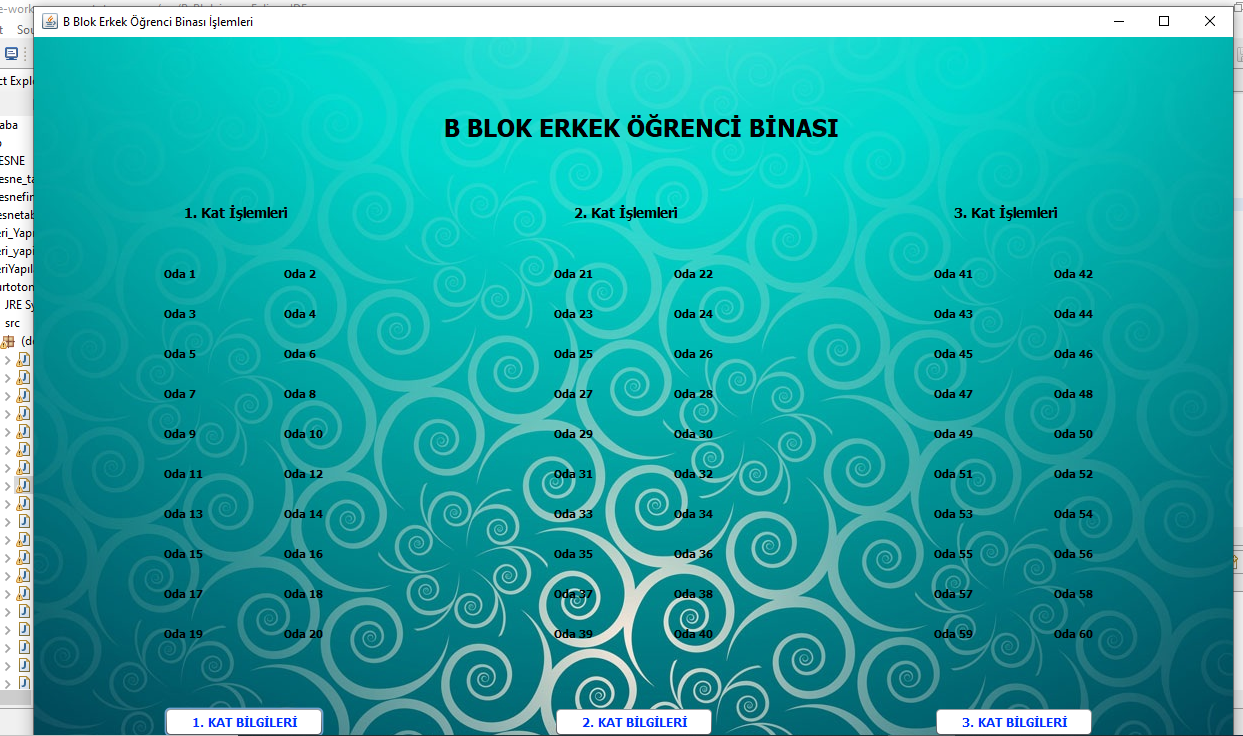 B Blok Erkek Öğrenci Binası İşlemleri
B BLOK ERKEK ÖĞRENCİ BİNASI
1. Kat İşlemleri 2. Kat İşlemleri 3. Kat İşlemleri
Oda 1 Oda 2 Oda 21 Oda 22 Oda 41 Oda 42
Oda 3 Oda 4 Oda 23 Oda 24 Oda 43 Oda 44
Oda 5 Oda 6 Oda 25 Oda 26 Oda 45 Oda 46
Oda 7 Oda 8 Oda 27 Oda 28 Oda 47 Oda 48
Oda 9 Oda 10 Oda 29 Oda 30 Oda 49 Oda 50
Oda 11 Oda 12 Oda 31 Oda 32 Oda 51 Oda 52
Oda 13 Oda 14 Oda 33 Oda 34 Oda 53 Oda 54
Oda 15 Oda 16 Oda 35 Oda 36 Oda 55 Oda 56
Oda 17 Oda 18 Oda 37 Oda 38 Oda 57 Oda 58
Oda 19 Oda 20 Oda 39 Oda 40 Oda 59 Oda 60
1. KAT BİLGİLERİ 2. KAT BİLGİLERİ 3. KAT BİLGİLERİ
src